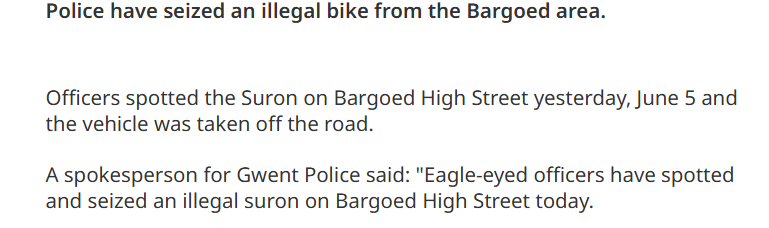 Police have seized an illegal bike from the Bargoed area.
Officers spotted the Suron on Bargoed High Street yesterday, June 5 and
the vehicle was taken off the road.
A spokesperson for Gwent Police said: "Eagle-eyed officers have spotted
and seized an illegal suron on Bargoed High Street today.